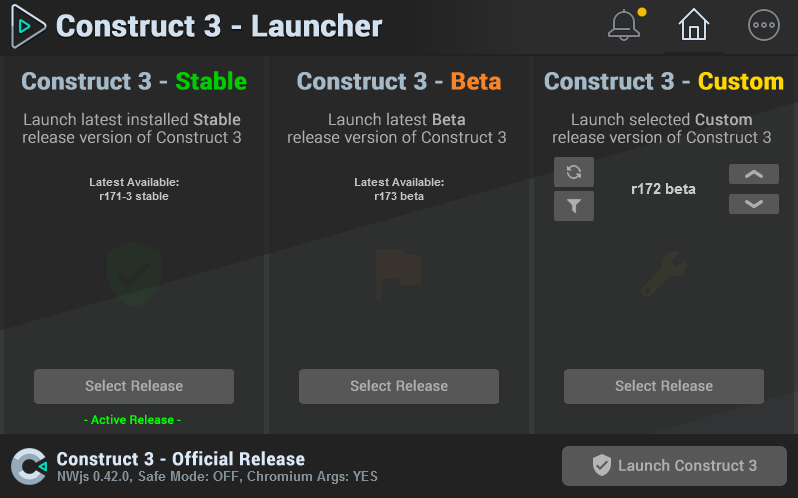 Construct 3 - Launcher
Construct 3 - Stable
Launch latest installed Stable
release version of Construct 3
Latest Available:
r171-3 stable
Select Release
- Active Release -
Construct 3 - Beta
Launch latest Beta
release version of Construct 3
Latest Available:
r173 beta
Select Release
Construct 3 - Custom
Launch selected Custom
release version of Construct 3
r172 beta
Select Release
Construct 3 - Official Release
NWjs 0.42.0, Safe Mode: OFF, Chromium Args: YES
Launch Construct 3